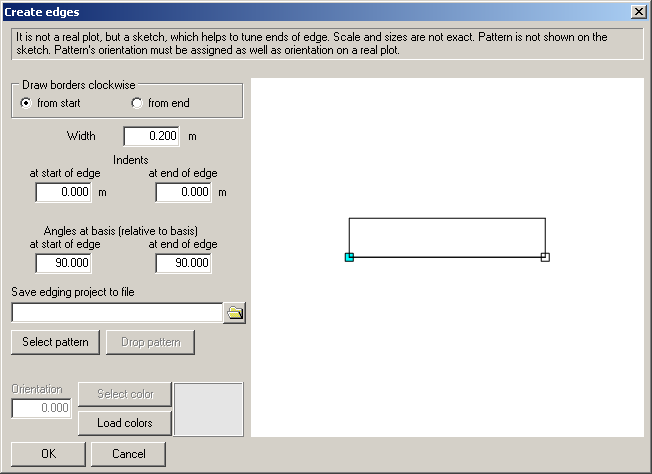 Create edges
It is not a real plot, but a sketch, which helps to tune ends of edge. Scale and sizes are not exact. Pattern is not shown on the
sketch. Pattern's orientation must be assigned as well as orientation on a real plot.
Draw borders clockwise
from start from end
Width 0.200 m
Indents
at start of edge at end of edge
0.000 m 0.000 m
Angles at basis (relative to basis)
at start of edge at end of edge
90.000 90.000
Save edging project to file
Select pattern Drop pattern
Orientation Select color
0.000
Load colors
OK Cancel